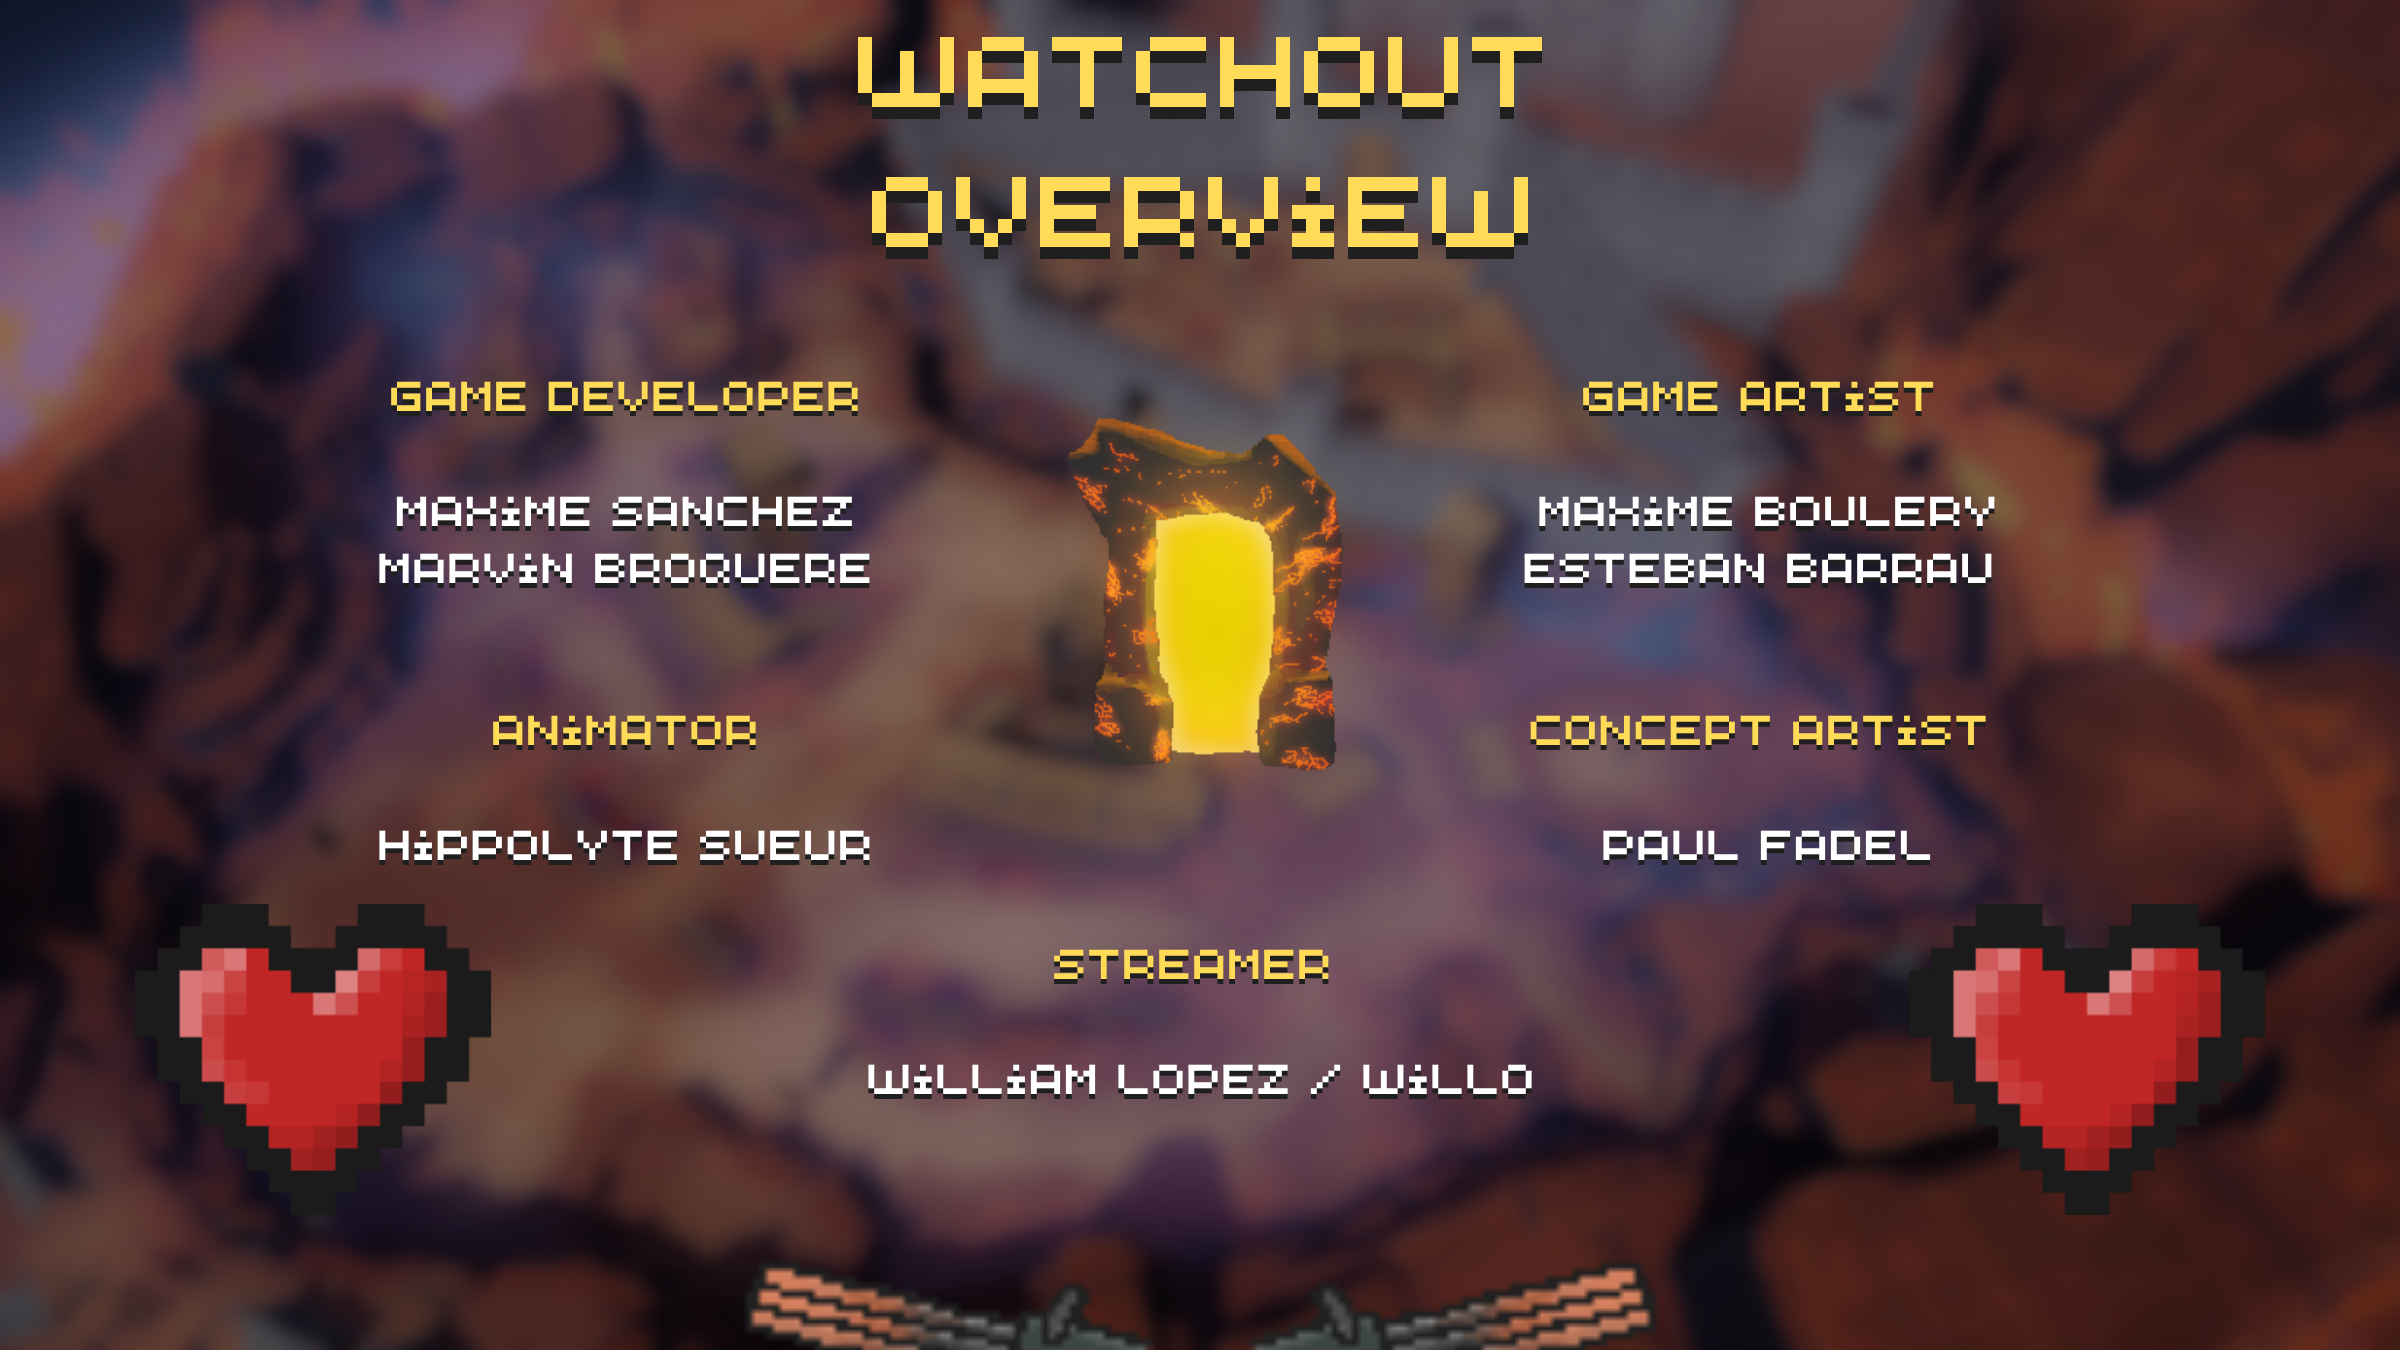 WATCHOUT
OVERViEW
GAME DEVELOPER
MAXiME SANCHEZ
MARViN BROQUERE
GAME ARTiST
MAXiME BOULERY
ESTEBAN BARRAU
ANiMATOR
HiPPOLYTE SUEUR
CONCEPT ARTiST
PAUL FADEL
STREAMER
WiLLiAM LOPEZ / WiLLO